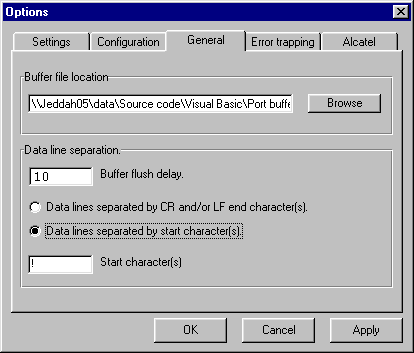 Options
Settings Configuration General Error trapping Alcatel
Buffer file location
\\Jeddah05\data\Source code\Visual Basic\Port buffe Browse
Data line separation.
10 Buffer flush delay.
Data lines separated by CR and/or LF end character(s).
Data lines separated by start character(s).
! Start character(s)
OK Cancel Apply